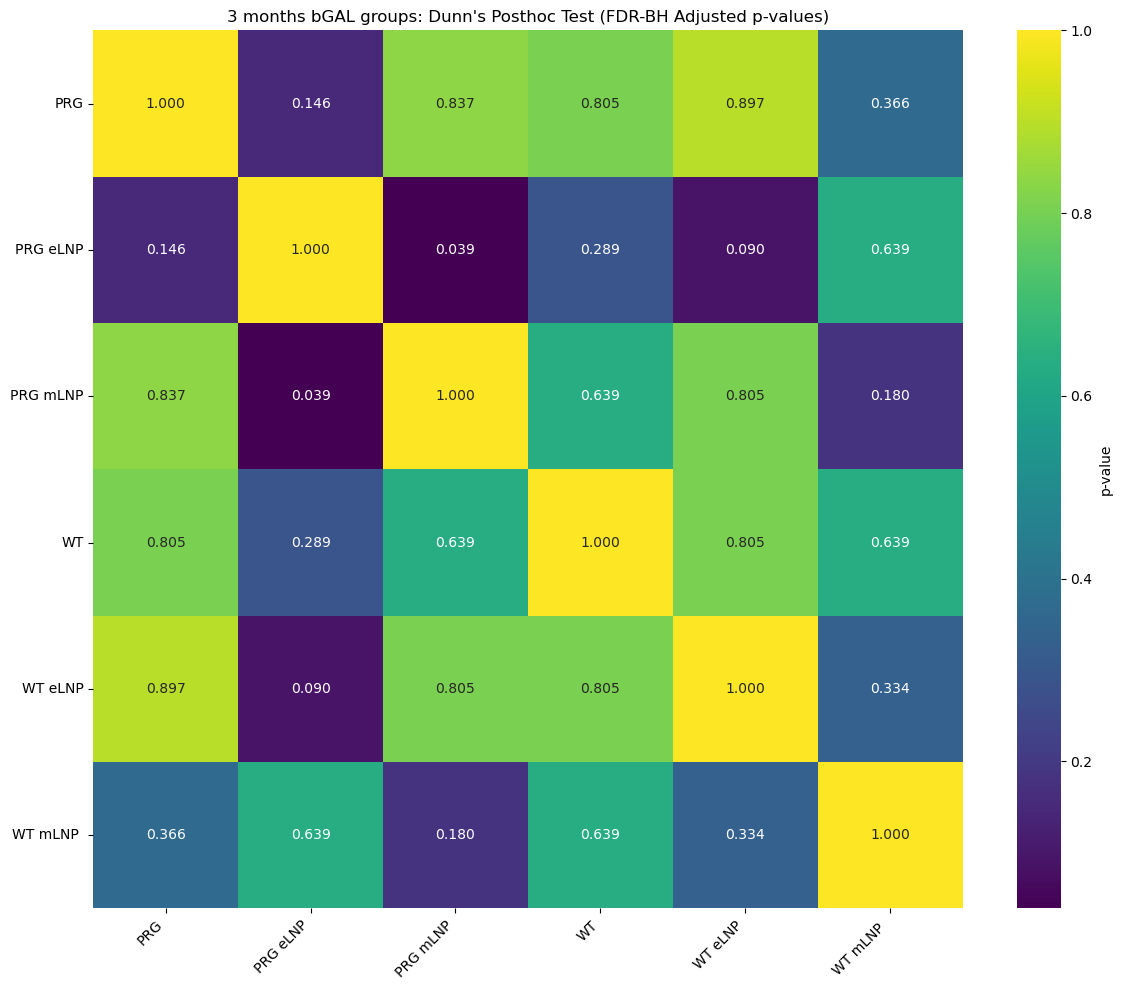 3 months bGAL groups: Dunn's Posthoc Test (FDR-BH Adjusted p-values)
PRG 1.000 0.146 0.837 0.805 0.897 0.366
PRG eLNP 0.146 1.000 0.039 0.289 0.090 0.639
PRG mLNP 0.837 0.039 1.000 0.639 0.805 0.180
WT 0.805 0.289 0.639 1.000 0.805 0.639
WT eLNP 0.897 0.090 0.805 0.805 1.000 0.334
WT mLNP 0.366 0.639 0.180 0.639 0.334 1.000
PRG PRG eLNP PRG mLNP WT WT eLNP WT mLNP
1.0
0.8
0.6
0.4
0.2
p-value